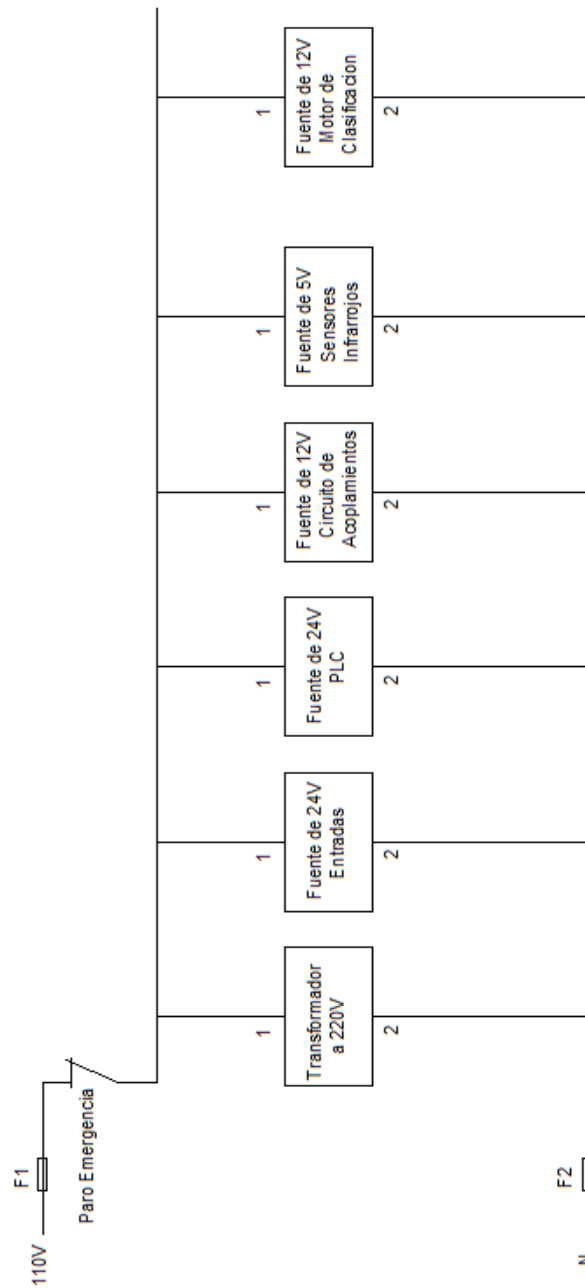 110V
F1
Paro Emergencia
1
Transformador
a 220V
2
1
Fuente de 24V
Entradas
2
1
Fuente de 24V
PLC
2
1
Fuente de 12V
Circuito de
Acoplamientos
2
1
Fuente de 5V
Sensores
Infrarrojos
2
1
Fuente de 12V
Motor de
Clasificacion
2
N
F2